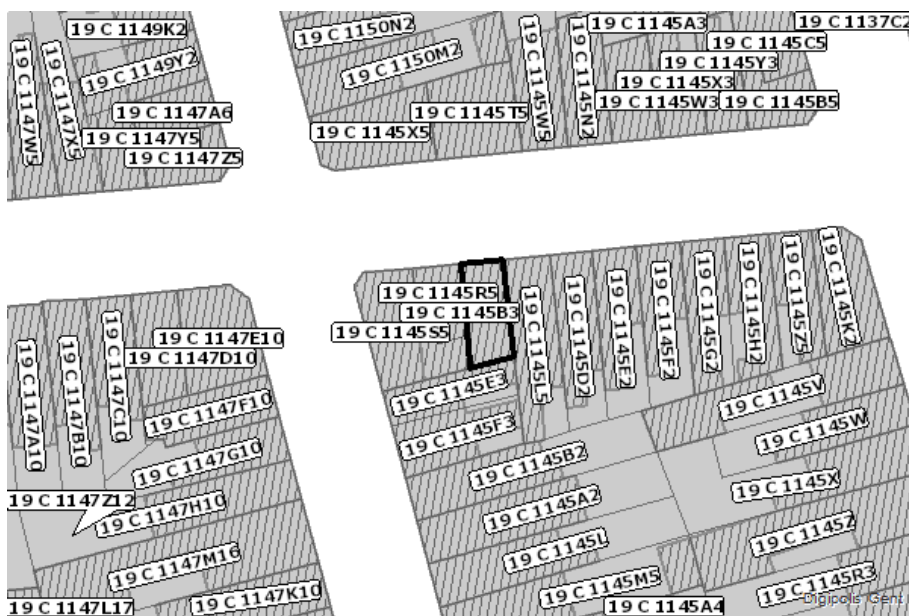 19 C 1149K2
19 C 1150N2
19 C 1145A3
19 C 1137C2
19 C 1147W5
19 C 1147X5
19 C 1149Y2
19 C 1150M2
19 C 1145W5
19 C 1145N2
19 C 1145C5
19 C 1145Y3
19 C 1145X3
19 C 1147A6
19 C 1145T5
19 C 1145W3
19 C 1145B5
19 C 1147Y5
19 C 1145X5
19 C 1147Z5
19 C 1145R5
19 C 1145B3
19 C 1145S5
19 C 1145L5
19 C 1145D2
19 C 1145E2
19 C 1145F2
19 C 1145G2
19 C 1145H2
19 C 1145Z5
19 C 1145K2
19 C 1147A10
19 C 1147B10
19 C 1147C10
19 C 1147E10
19 C 1147D10
19 C 1145E3
19 C 1145V
19 C 1147F10
19 C 1145F3
19 C 1145W
19 C 1147G10
19 C 1145B2
19 C 1145X
19 C 1147Z12
19 C 1147H10
19 C 1145A2
19 C 1145Z
19 C 1145L
19 C 1147M16
19 C 1145M5
19 C 1145R3
19 C 1147L17
19 C 1147K10
19 C 1145A4
Digipolis Gent